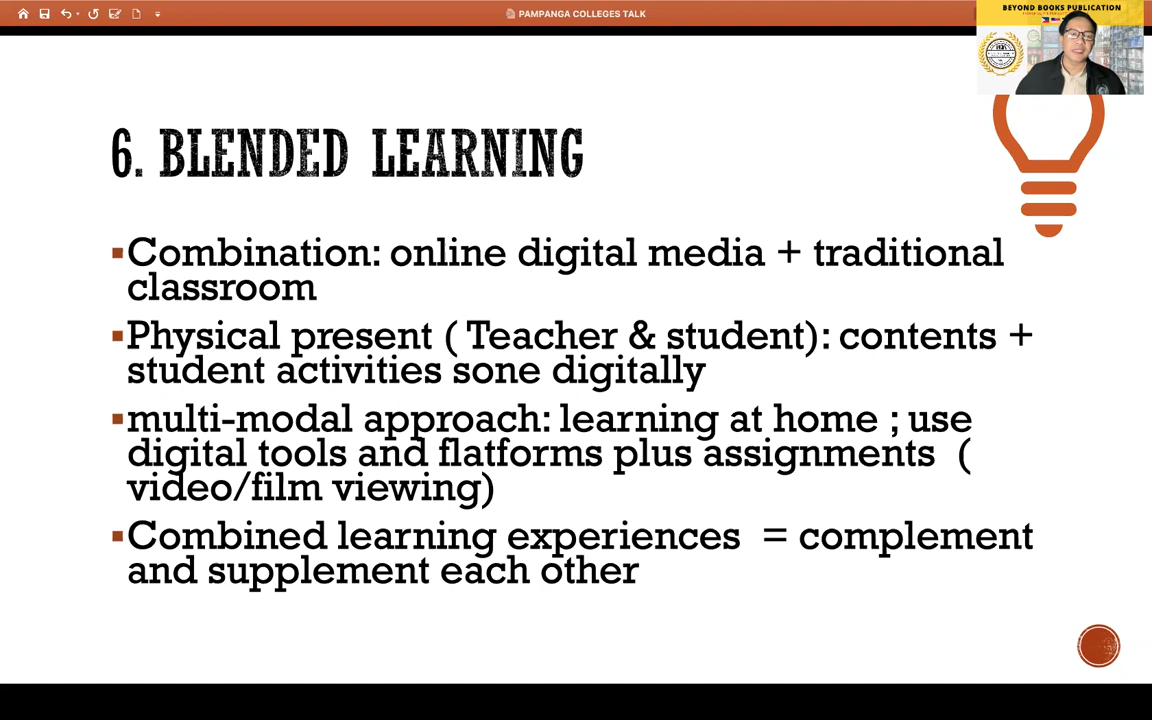 PAMPANGA COLLEGES TALK
BEYOND BOOKS PUBLICATION
6. BLENDED LEARNING
▪Combination: online digital media + traditional
classroom
▪Physical present ( Teacher & student): contents +
student activities sone digitally
▪multi-modal approach: learning at home ; use
digital tools and flatforms plus assignments (
video/film viewing)
▪Combined learning experiences = complement
and supplement each other